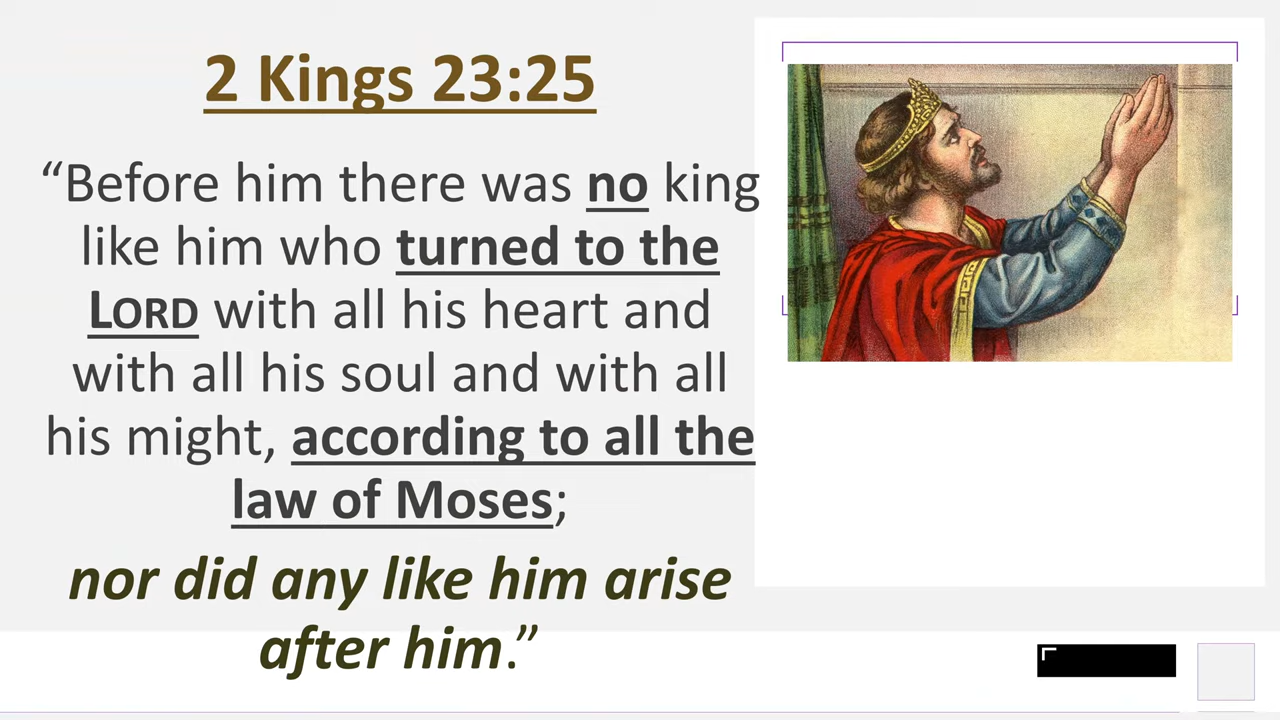 2 Kings 23:25
“Before him there was no king
like him who turned to the
LORD with all his heart and
with all his soul and with all
his might, according to all the
law of Moses;
nor did any like him arise
after him.”